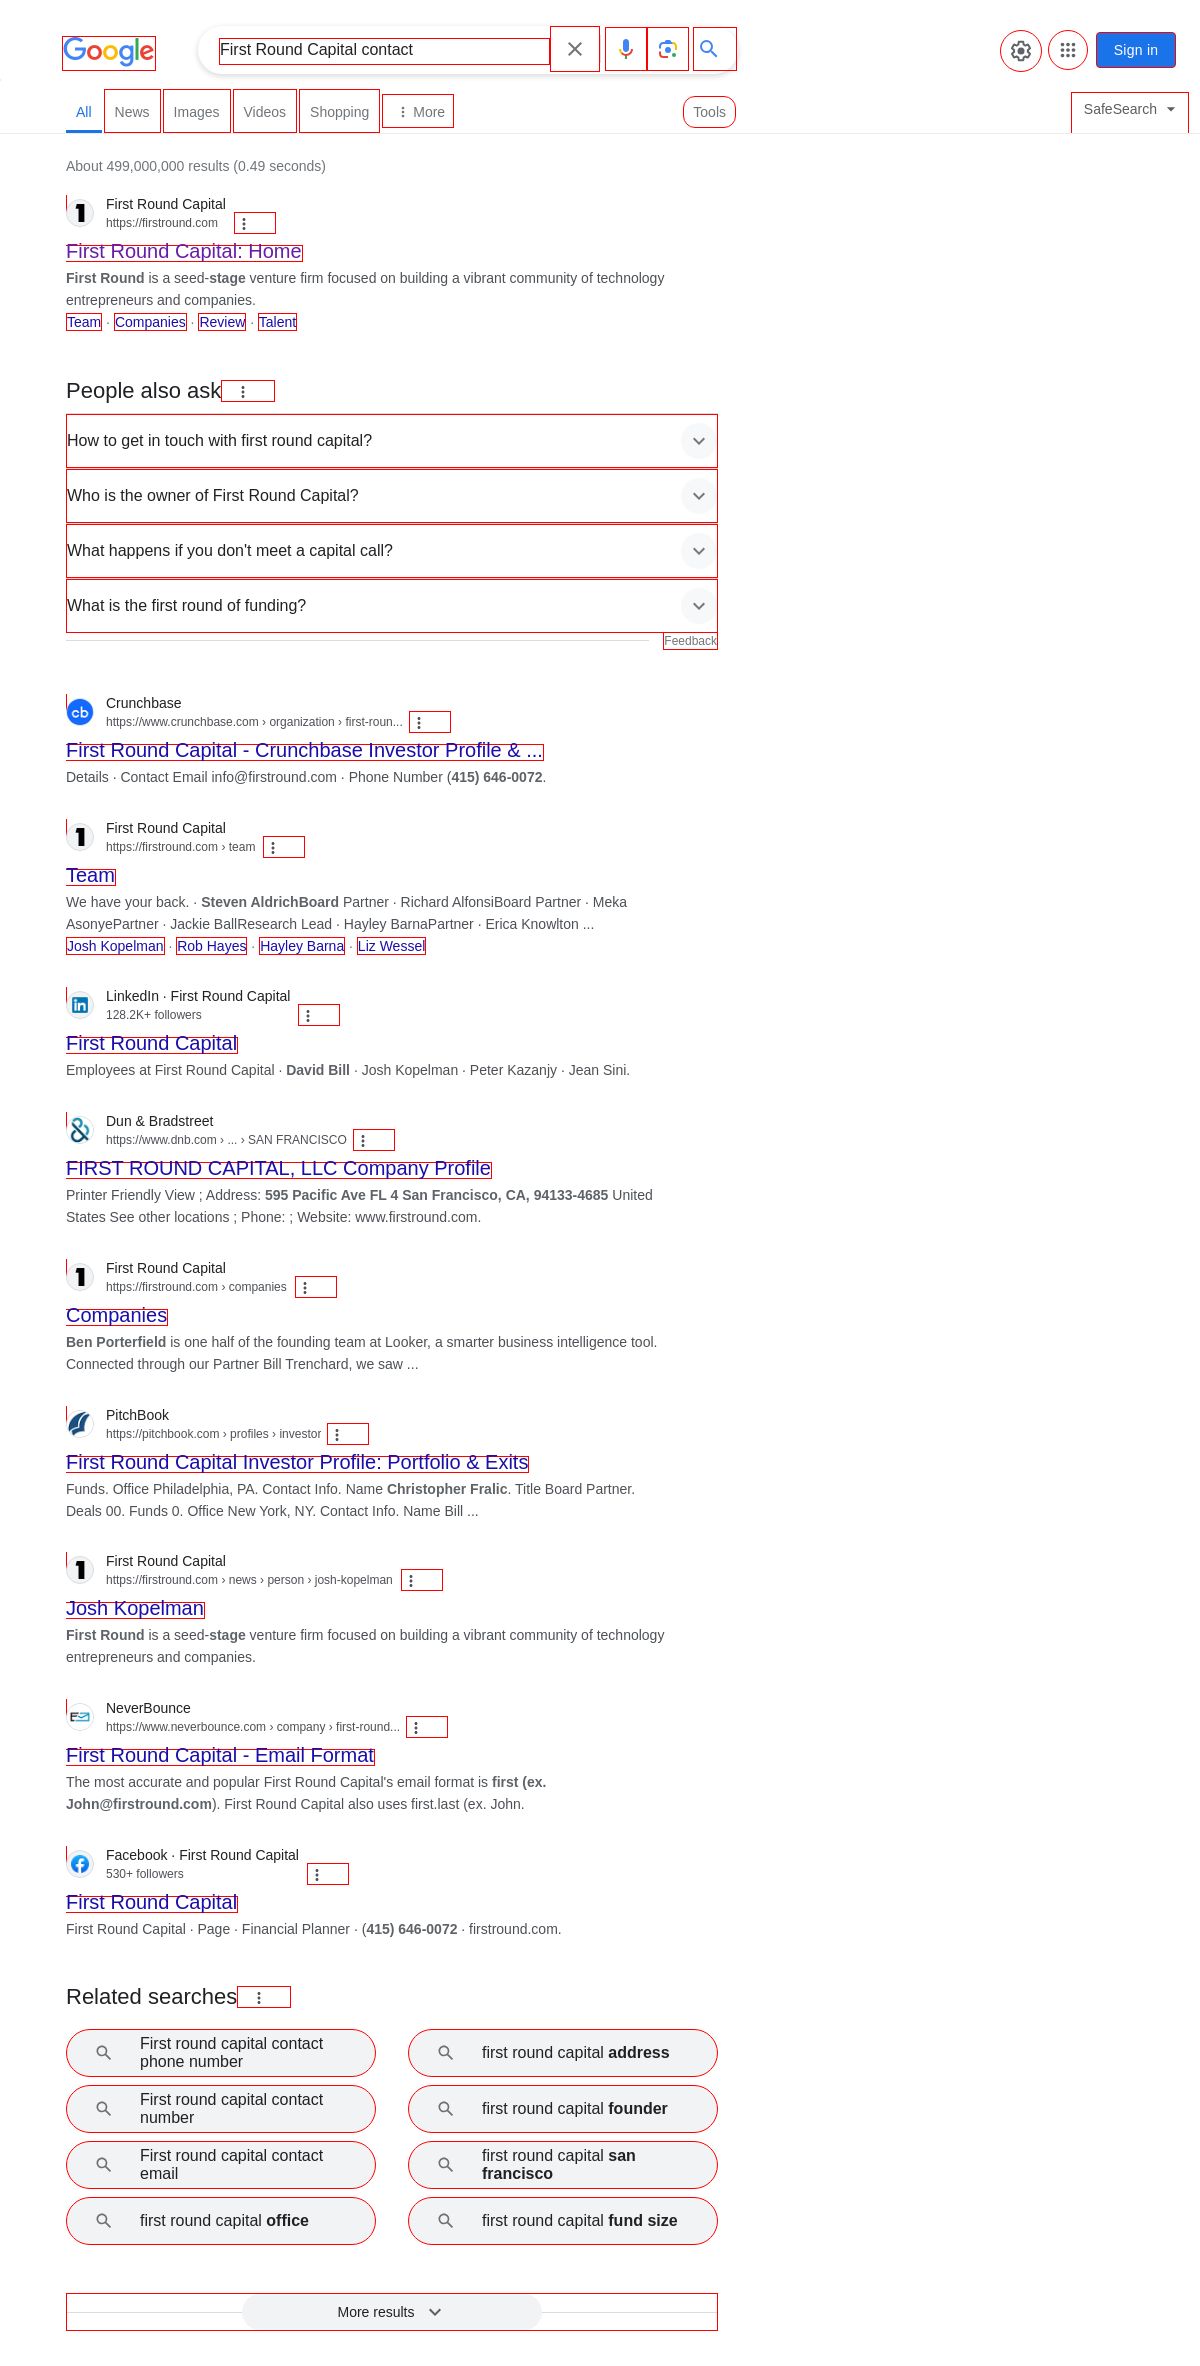 Google
First Round Capital contact
Sign in
All News Images Videos Shopping More Tools SafeSearch
About 499,000,000 results (0.49 seconds)
First Round Capital
https://firstround.com
First Round Capital: Home
First Round is a seed-stage venture firm focused on building a vibrant community of technology
entrepreneurs and companies.
Team · Companies · Review · Talent
People also ask
How to get in touch with first round capital?
Who is the owner of First Round Capital?
What happens if you don't meet a capital call?
What is the first round of funding?
Feedback
Crunchbase
https://www.crunchbase.com › organization › first-roun...
First Round Capital - Crunchbase Investor Profile & ...
Details · Contact Email info@firstround.com · Phone Number (415) 646-0072.
First Round Capital
https://firstround.com › team
Team
We have your back. · Steven AldrichBoard Partner · Richard AlfonsiBoard Partner · Meka
AsonyePartner · Jackie BallResearch Lead · Hayley BarnaPartner · Erica Knowlton ...
Josh Kopelman · Rob Hayes · Hayley Barna · Liz Wessel
LinkedIn · First Round Capital
128.2K+ followers
First Round Capital
Employees at First Round Capital · David Bill · Josh Kopelman · Peter Kazanjy · Jean Sini.
Dun & Bradstreet
https://www.dnb.com › ... › SAN FRANCISCO
FIRST ROUND CAPITAL, LLC Company Profile
Printer Friendly View ; Address: 595 Pacific Ave FL 4 San Francisco, CA, 94133-4685 United
States See other locations ; Phone: ; Website: www.firstround.com.
First Round Capital
https://firstround.com › companies
Companies
Ben Porterfield is one half of the founding team at Looker, a smarter business intelligence tool.
Connected through our Partner Bill Trenchard, we saw ...
PitchBook
https://pitchbook.com › profiles › investor
First Round Capital Investor Profile: Portfolio & Exits
Funds. Office Philadelphia, PA. Contact Info. Name Christopher Fralic. Title Board Partner.
Deals 00. Funds 0. Office New York, NY. Contact Info. Name Bill ...
First Round Capital
https://firstround.com › news › person › josh-kopelman
Josh Kopelman
First Round is a seed-stage venture firm focused on building a vibrant community of technology
entrepreneurs and companies.
NeverBounce
https://www.neverbounce.com › company › first-round...
First Round Capital - Email Format
The most accurate and popular First Round Capital's email format is first (ex.
John@firstround.com). First Round Capital also uses first.last (ex. John.
Facebook · First Round Capital
530+ followers
First Round Capital
First Round Capital · Page · Financial Planner · (415) 646-0072 · firstround.com.
Related searches
First round capital contact
phone number
first round capital address
First round capital contact
number
first round capital founder
First round capital contact
email
first round capital san
francisco
first round capital office
first round capital fund size
More results